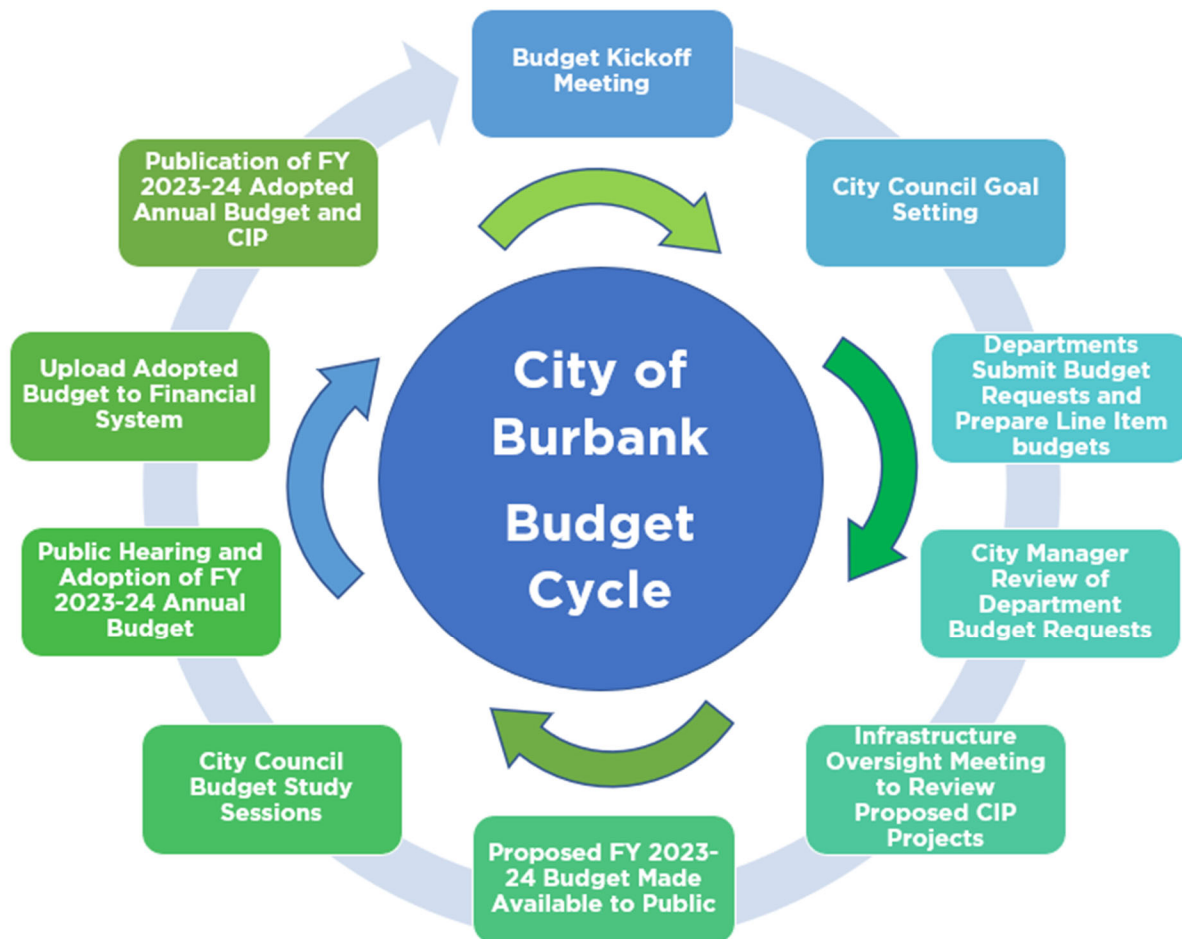 Budget Kickoff
Meeting
City Council Goal
Setting
Departments
Submit Budget
Requests and
Prepare Line Item
budgets
City Manager
Review of
Department
Budget Requests
Infrastructure
Oversight Meeting
to Review
Proposed CIP
Projects
Proposed FY 2023-
24 Budget Made
Available to Public
City Council
Budget Study
Sessions
Public Hearing and
Adoption of FY
2023-24 Annual
Budget
Upload Adopted
Budget to Financial
System
Publication of FY
2023-24 Adopted
Annual Budget and
CIP
City of
Burbank
Budget
Cycle